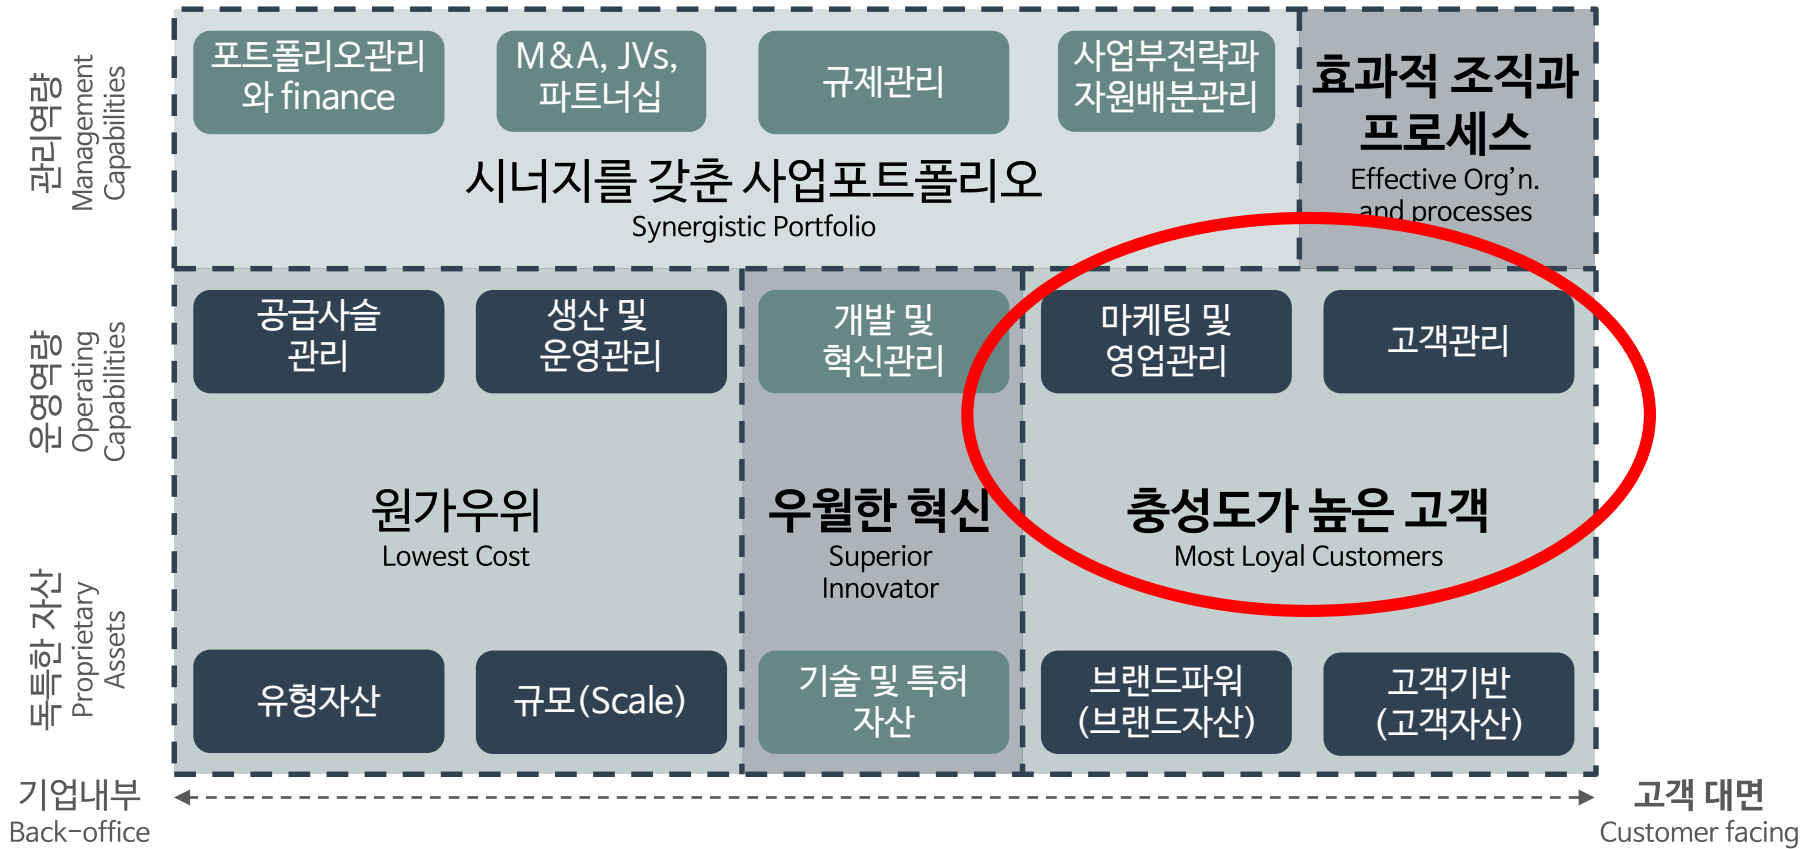 관리역량
Management
Capabilities
포트폴리오관리
와 finance
M&A, JVs,
파트너십
규제관리
사업부전략과
자원배분관리
시너지를 갖춘 사업포트폴리오
Synergistic Portfolio
효과적 조직과
프로세스
Effective Org’n.
and processes
운영역량
Operating
Capabilities
공급사슬
관리
생산 및
운영관리
개발 및
혁신관리
마케팅 및
영업관리
고객관리
원가우위
Lowest Cost
우월한 혁신
Superior
Innovator
충성도가 높은 고객
Most Loyal Customers
독특한 자산
Proprietary
Assets
유형자산
규모(Scale)
기술 및 특허
자산
브랜드파워
(브랜드자산)
고객기반
(고객자산)
기업내부
Back-office
고객 대면
Customer facing